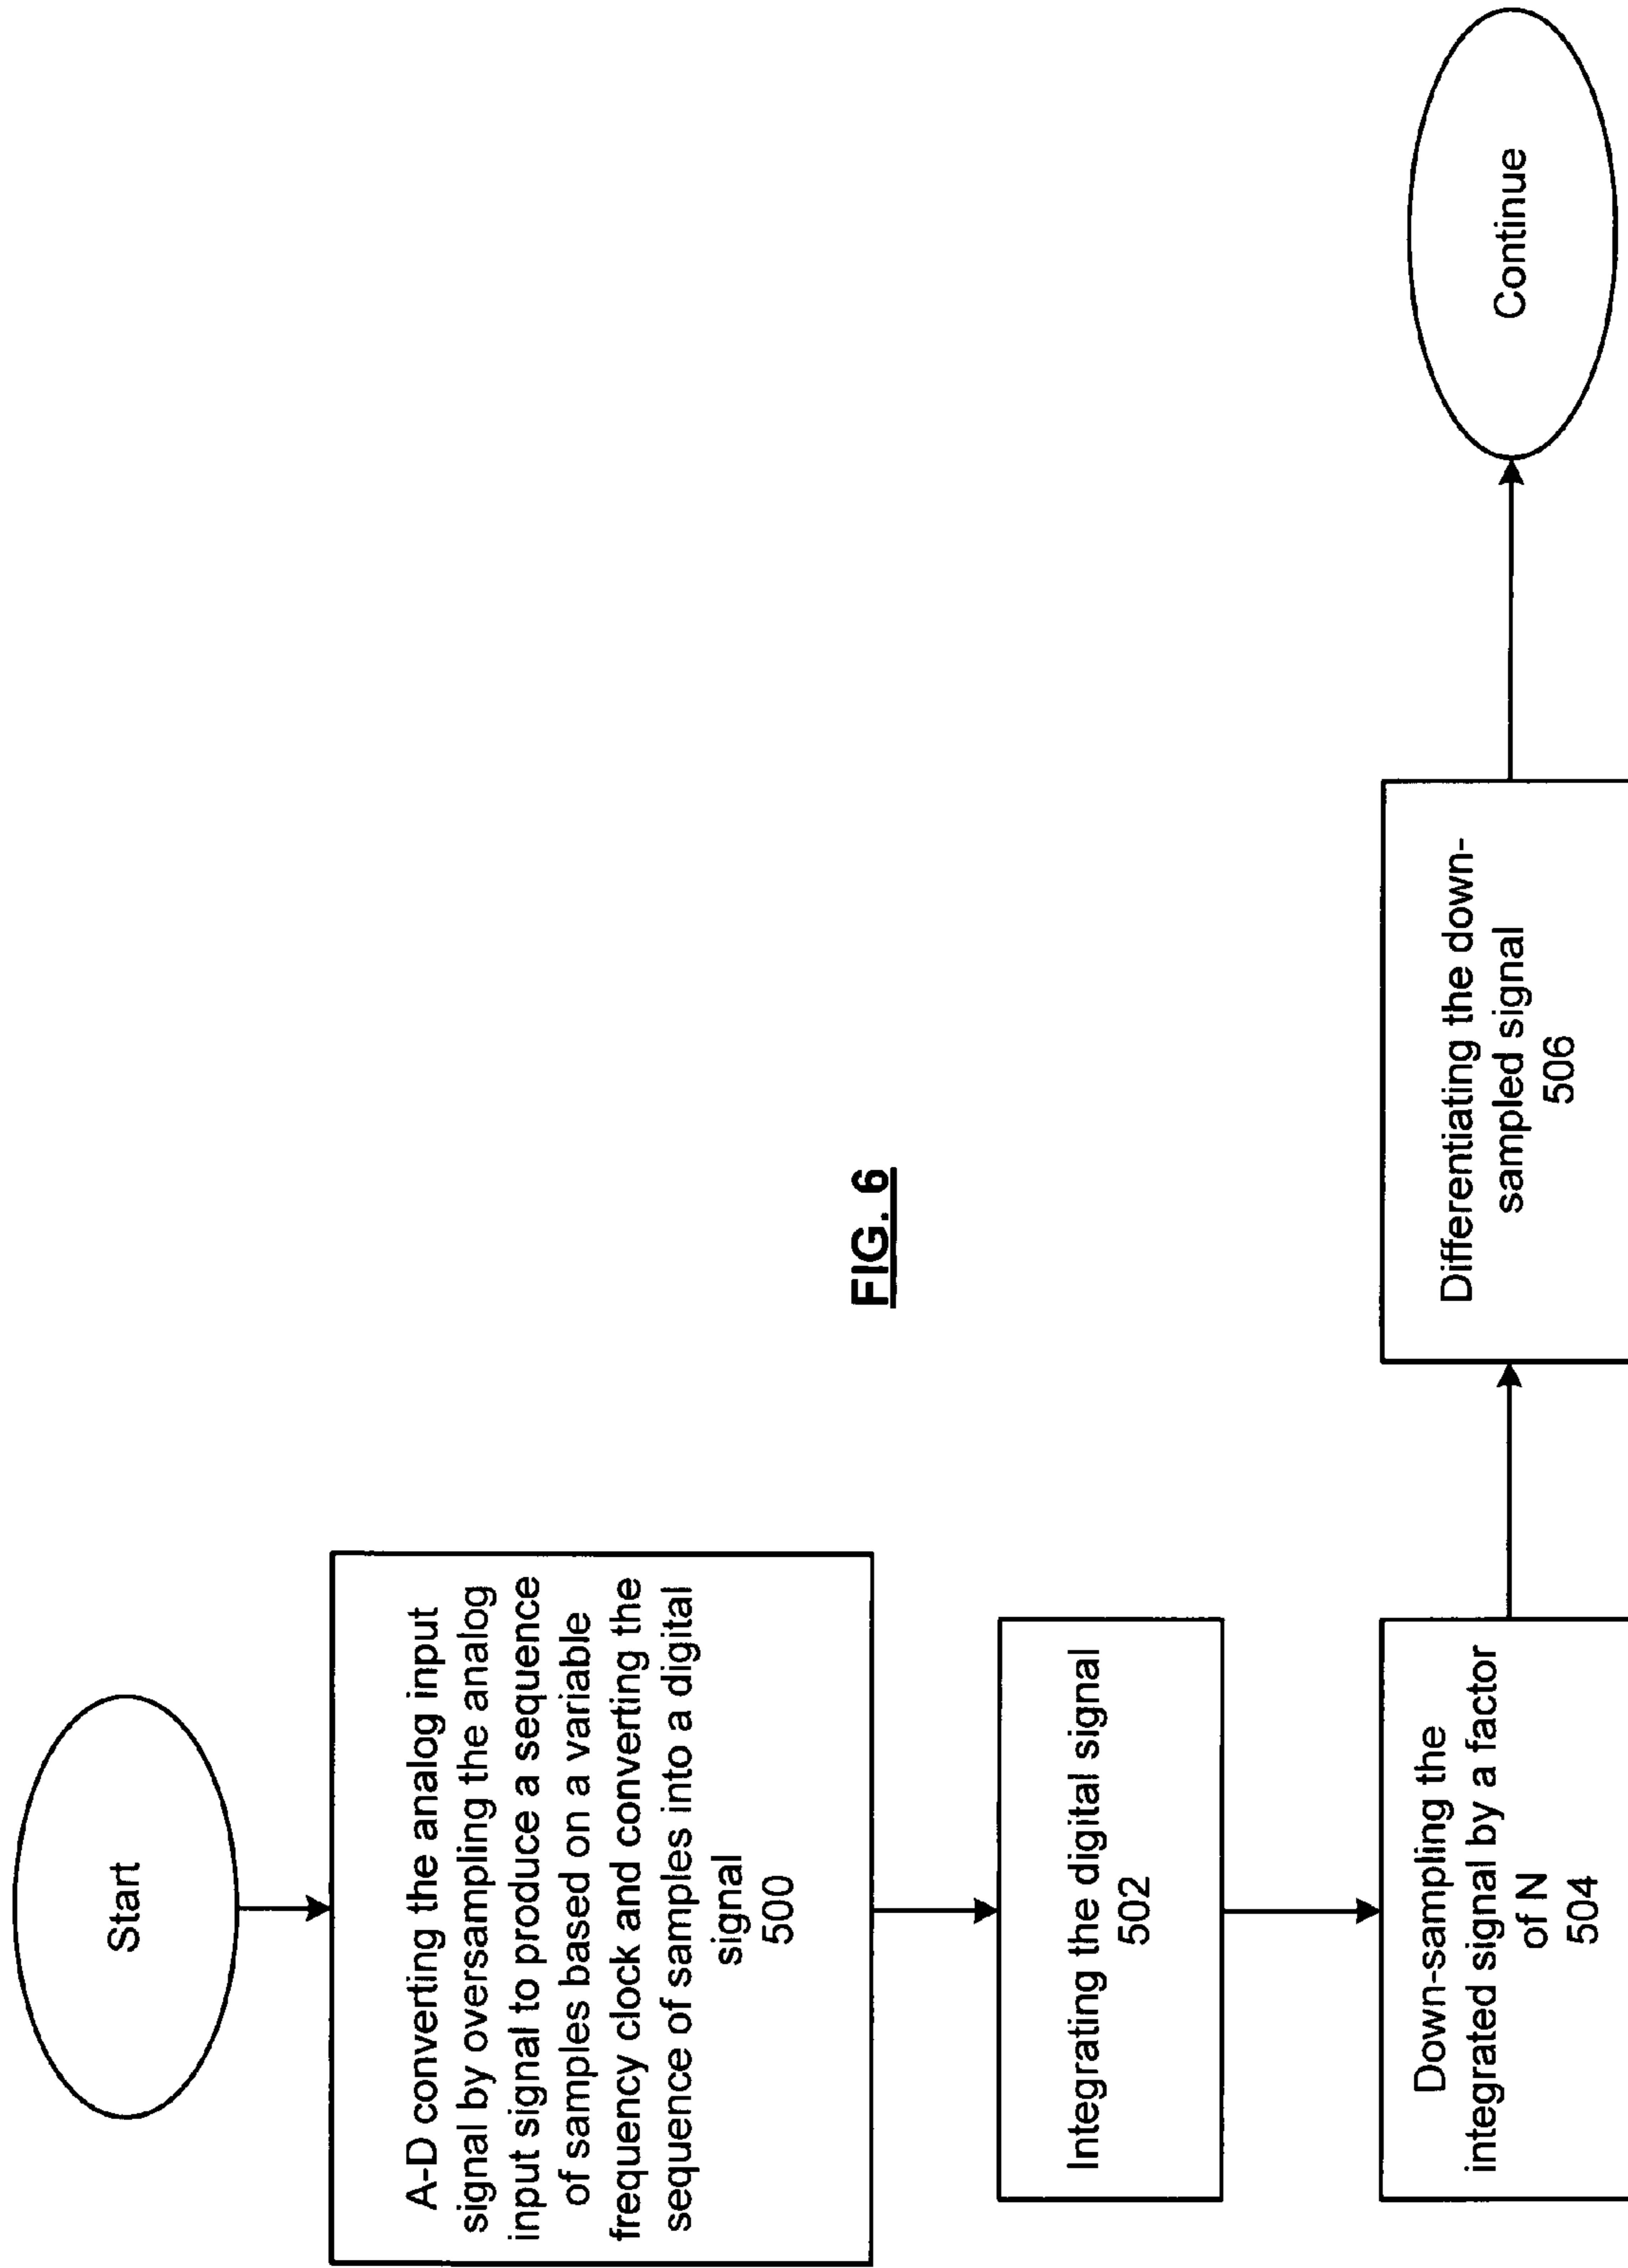 Start
A-D converting the analog input
signal by oversampling the analog
input signal to produce a sequence
of samples based on a variable
frequency clock and converting the
sequence of samples into a digital
signal
500
Integrating the digital signal
502
Down-sampling the
integrated signal by a factor
of N
504
Differentiating the down-
sampled signal
506
Continue
FIG. 6